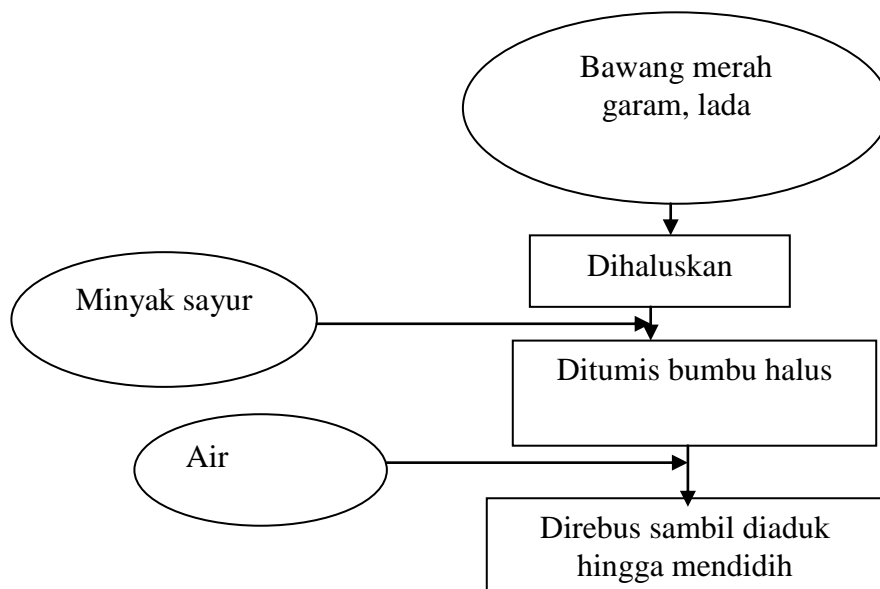 Bawang merah
garam, lada
Dihaluskan
Minyak sayur
Ditumis bumbu halus
Air
Direbus sambil diaduk
hingga mendidih